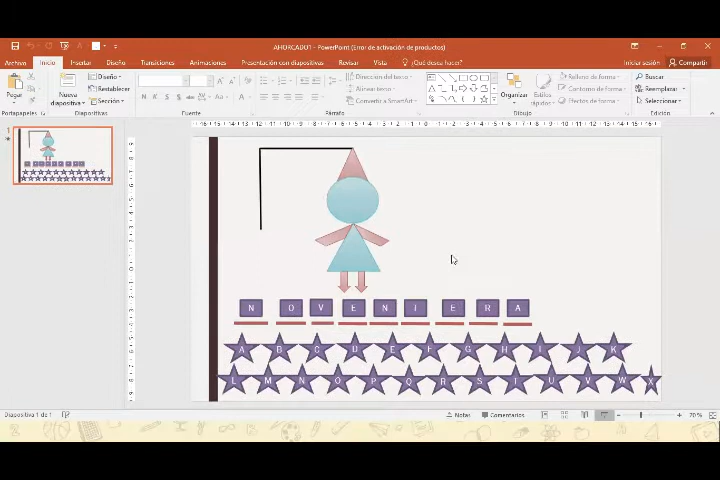 AHORCADO1 - PowerPoint (Error de activación de productos)
Archivo Inicio Insertar Diseño Transiciones Animaciones Presentación con diapositivas Revisar Vista ¿Qué desea hacer? Iniciar sesión Compartir
Pegar Nueva diapositiva Diseño Restablecer Sección
N K S Dirección del texto Alinear texto Convertir a SmartArt
Organizar Estilos rápidos Relleno de forma Contorno de forma Efectos de forma
Buscar Reemplazar Seleccionar
Portapapeles Diapositivas Fuente Párrafo Dibujo Edición
1
N O V E N T E R A
A B C D E F G H I J K
L M N O P Q R S T U V W X
Diapositiva 1 de 1 Notas Comentarios 70 %